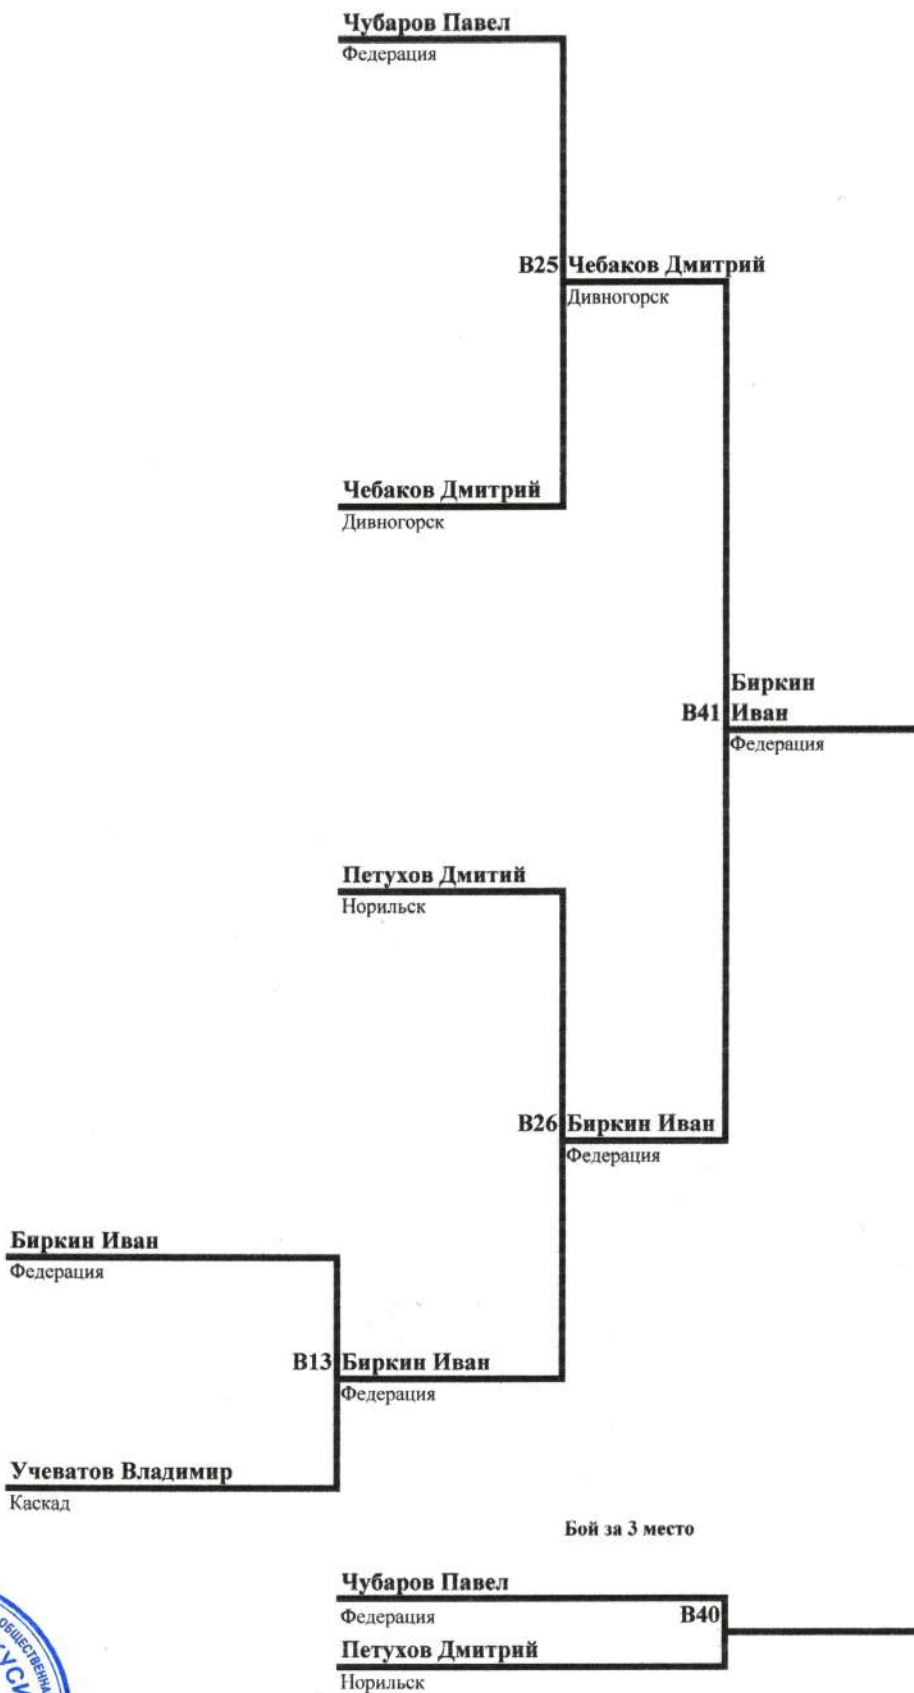 Чубаров Павел
Федерация
B25 Чебаков Дмитрий
Дивногорск
Чебаков Дмитрий
Дивногорск
Биркин
B41 Иван
Федерация
Петухов Дмитий
Норильск
B26 Биркин Иван
Федерация
Биркин Иван
Федерация
B13 Биркин Иван
Федерация
Учеватов Владимир
Каскад
Бой за 3 место
Чубаров Павел
Федерация B40
Петухов Дмитрий
Норильск